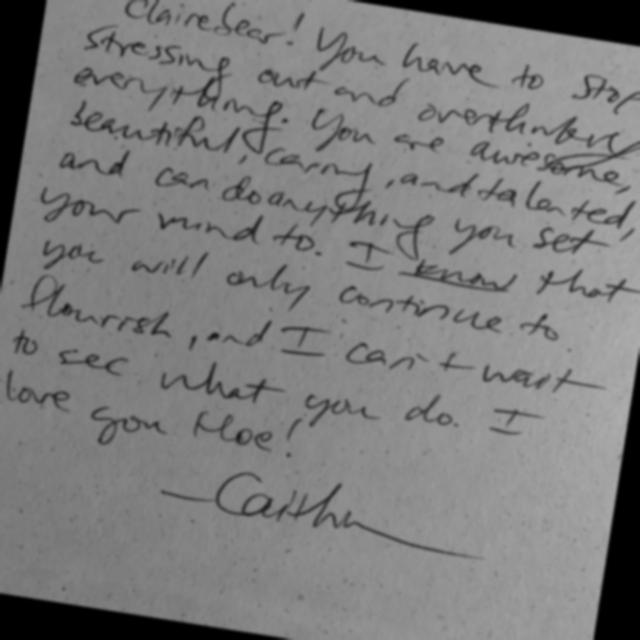 Clairebear! You have to stop
stressing out and overthinking
everything. You are awesome,
beautiful, canny, and talented,
and can do anything you set
your mind to. I know that
you will only continue to
flourish, and I can't wait
to see what you do. I
love you Hoe!
—Caitlin